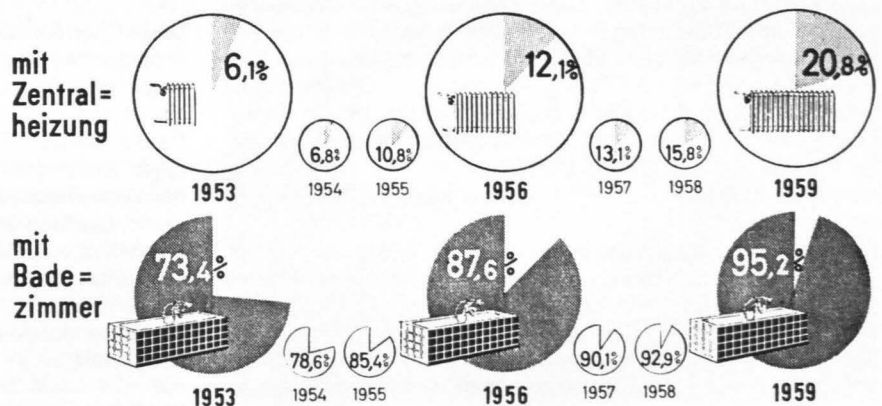 mit
Zentral=
heizung
6,1% 12,1% 20,8%
6,8% 10,8% 13,1% 15,8%
1953 1954 1955 1956 1957 1958 1959
mit
Bade=
zimmer
73,4% 87,6% 95,2%
78,6% 85,4% 90,1% 92,9%
1953 1954 1955 1956 1957 1958 1959